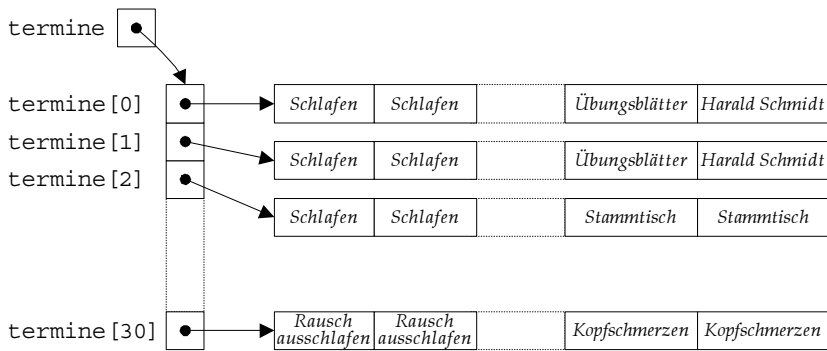 termine
termine[0] Schlafen Schlafen Übungsblätter Harald Schmidt
termine[1] Schlafen Schlafen Übungsblätter Harald Schmidt
termine[2]
Schlafen Schlafen Stammtisch Stammtisch
termine[30] Rausch ausschlafen Rausch ausschlafen Kopfschmerzen Kopfschmerzen